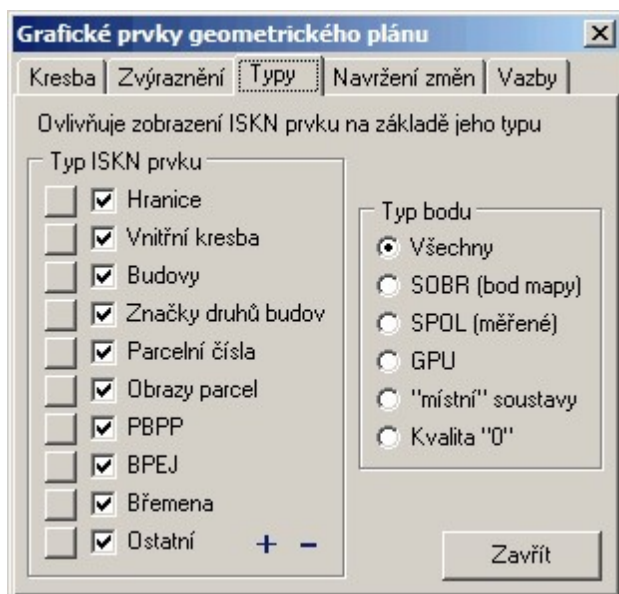 Grafické prvky geometrického plánu
Kresba Zvýraznění Typy Navržení změn Vazby
Ovlivňuje zobrazení ISKN prvku na základě jeho typu
Typ ISKN prvku
Hranice
Vnitřní kresba
Budovy
Značky druhů budov
Parcelní čísla
Obrazy parcel
PBPP
BPEJ
Břemena
Ostatní + −
Typ bodu
Všechny
SOBR (bod mapy)
SPOL (měřené)
GPU
"místní" soustavy
Kvalita "0"
Zavřít